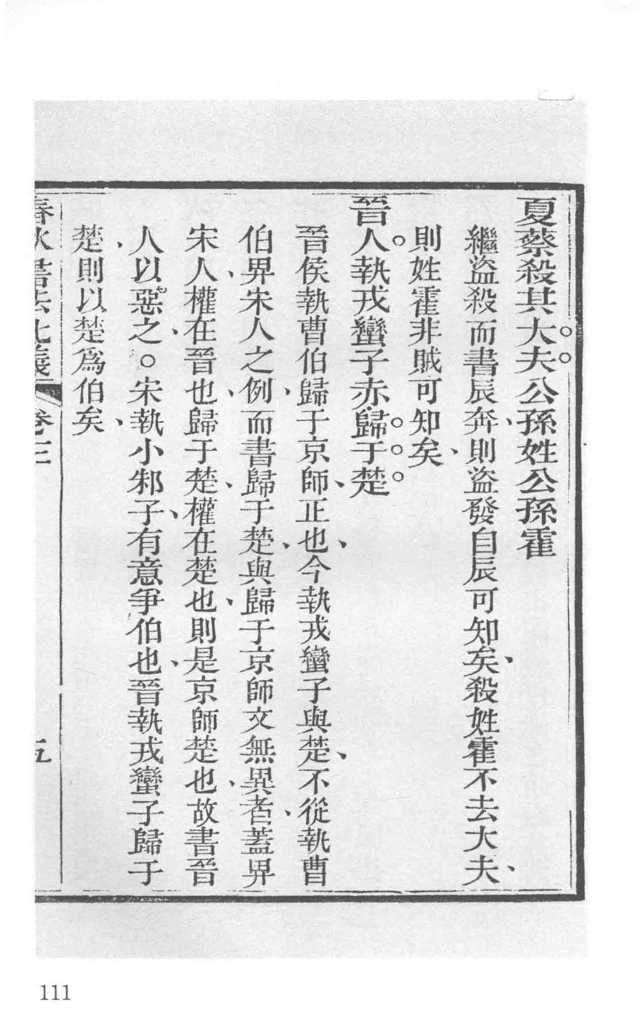 夏蔡殺其大夫公孫姓公孫霍
繼盜殺而書辰奔則盜發自辰可知矣殺姓霍不去大夫
則姓霍非賊可知矣
晉人執戎蠻子赤歸于楚
晉侯執曹伯歸于京師正也今執戎蠻子與楚不從執曹
伯畀宋人之例而書歸于楚與歸于京師文無異者蓋畀
宋人權在晉也歸于楚權在楚也則是京師楚也故書晉
人以惡之○宋執小邾子有意爭伯也晉執戎蠻子歸于
楚則以楚爲伯矣
春秋
五
111